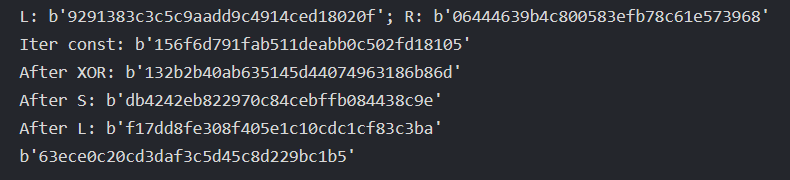 L: b'9291383c3c5c9aadd9c4914ced18020f'; R: b'06444639b4c800583efb78c61e573968'
Iter const: b'156f6d791fab511deabb0c502fd18105'
After XOR: b'132b2b40ab635145d44074963186b86d'
After S: b'db4242eb822970c84cebffb084438c9e'
After L: b'f17dd8fe308f405e1c10cdc1cf83c3ba'
b'63ece0c20cd3daf3c5d45c8d229bc1b5'